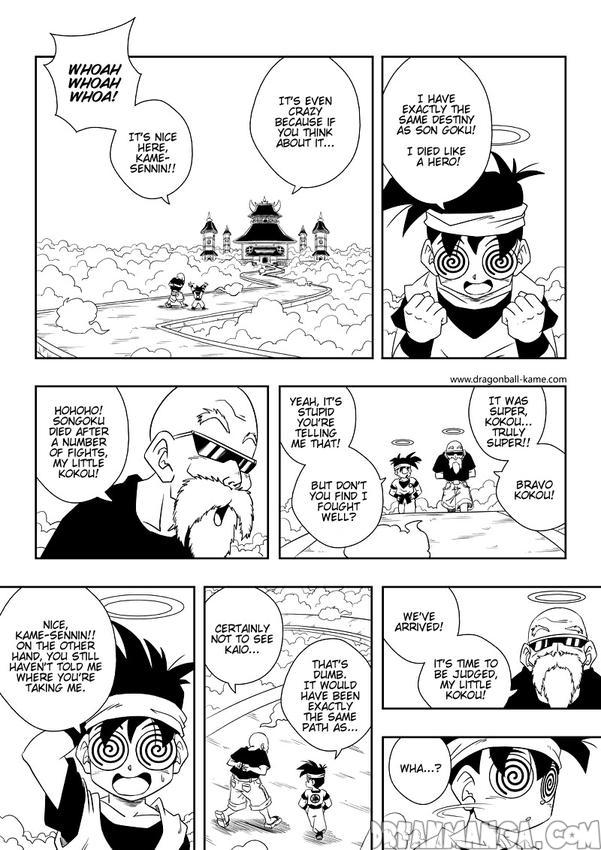 WHOAH
WHOAH
WHOA!
IT'S NICE
HERE,
KAME-
SENNIN!!
IT'S EVEN
CRAZY
BECAUSE IF
YOU THINK
ABOUT IT...
I HAVE
EXACTLY THE
SAME DESTINY
AS SON GOKU!
I DIED LIKE
A HERO!
www.dragonball-kame.com
HOHOHO!
SONGOKU
DIED AFTER
A NUMBER
OF FIGHTS,
MY LITTLE
KOKOU!
YEAH, IT'S
STUPID
YOU'RE
TELLING
ME THAT!
BUT DON'T
YOU FIND I
FOUGHT
WELL?
IT WAS
SUPER,
KOKOU...
TRULY
SUPER!!
BRAVO
KOKOU!
NICE,
KAME-SENNIN!!
ON THE OTHER
HAND, YOU STILL
HAVEN'T TOLD ME
WHERE YOU'RE
TAKING ME.
CERTAINLY
NOT TO SEE
KAIO...
THAT'S
DUMB. IT
WOULD HAVE
BEEN
EXACTLY
THE SAME
PATH AS...
WE'VE
ARRIVED!
IT'S TIME TO
BE JUDGED,
MY LITTLE
KOKOU!
WHA...?
DBZKAIMANGA.COM